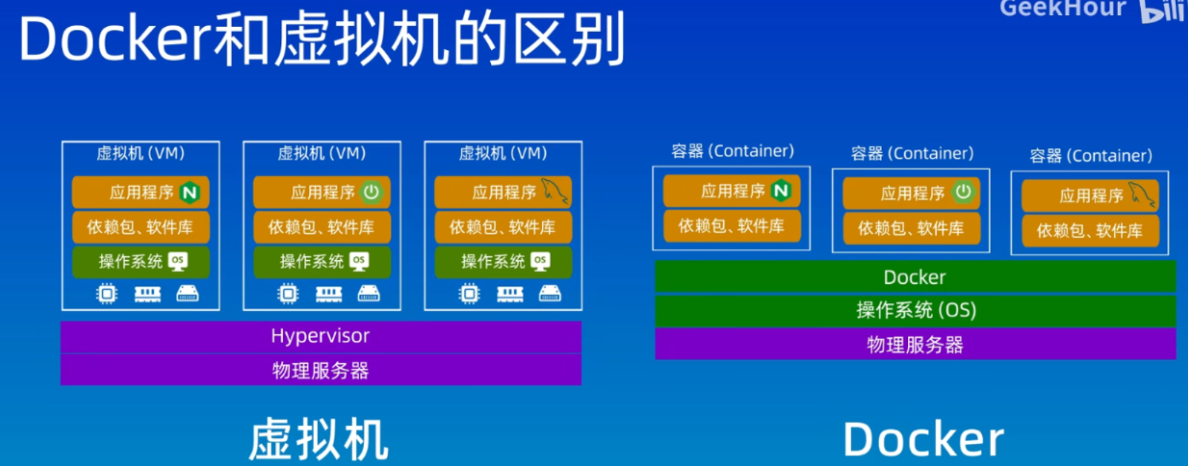 GeekHour bili
Docker和虚拟机的区别
虚拟机 (VM)
应用程序 N
依赖包、软件库
操作系统 OS
虚拟机 (VM)
应用程序
依赖包、软件库
操作系统 OS
虚拟机 (VM)
应用程序
依赖包、软件库
操作系统 OS
Hypervisor
物理服务器
虚拟机
容器 (Container)
应用程序 N
依赖包、软件库
容器 (Container)
应用程序
依赖包、软件库
容器 (Container)
应用程序
依赖包、软件库
Docker
操作系统 (OS)
物理服务器
Docker